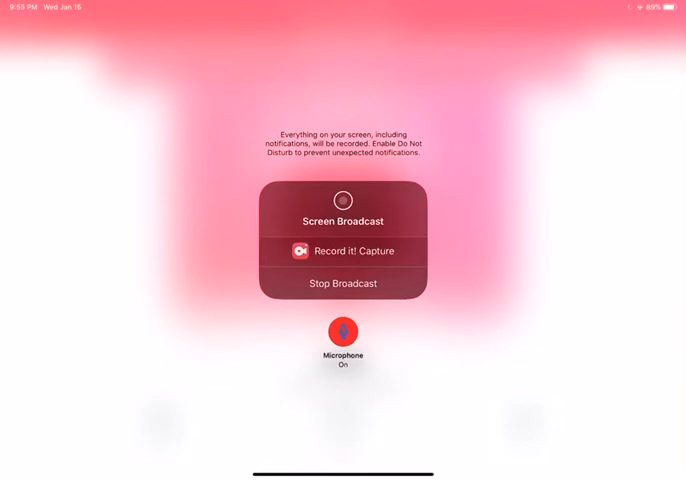 9:55 PM Wed Jan 15
89%
Everything on your screen, including
notifications, will be recorded. Enable Do Not
Disturb to prevent unexpected notifications.
Screen Broadcast
Record it! Capture
Stop Broadcast
Microphone
On